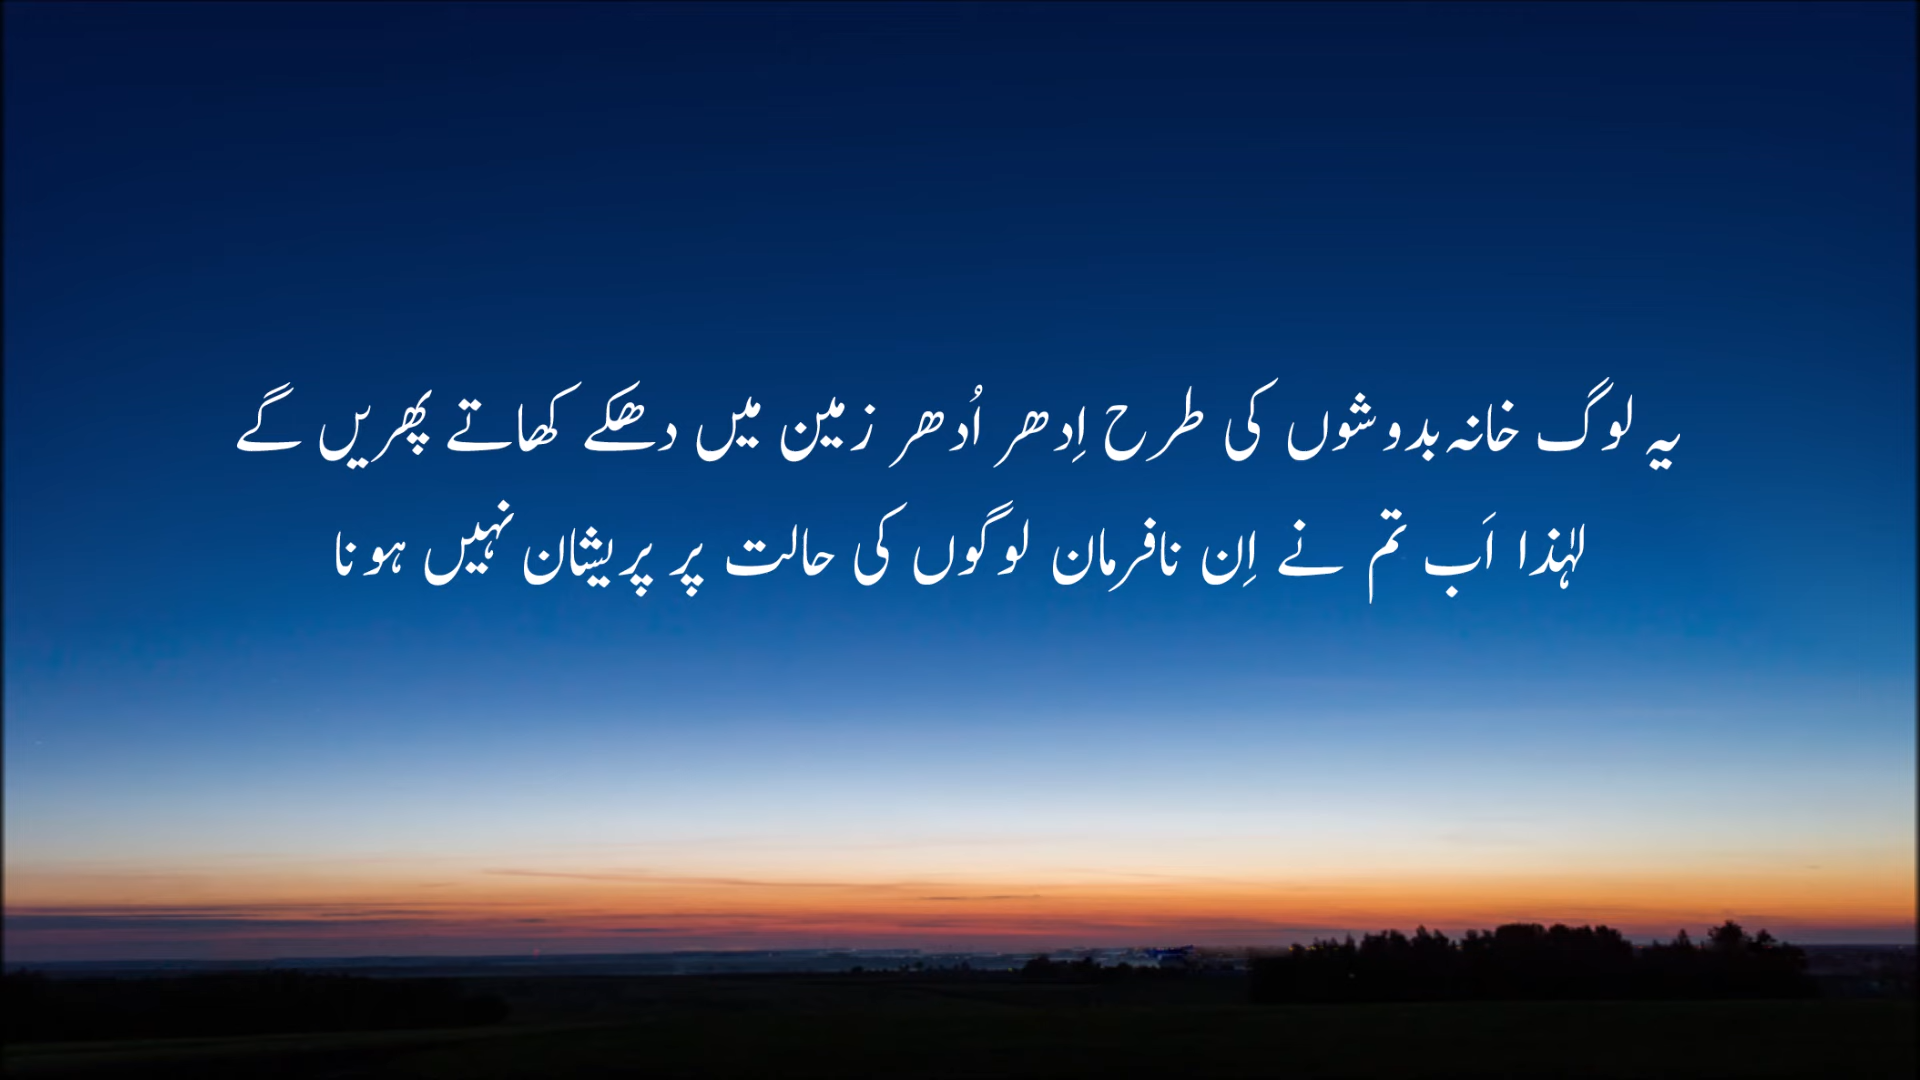 یہ لوگ خانہ بدوشوں کی طرح اِدھر اُدھر زمین میں دھکے کھاتے پھریں گے
لہٰذا اَب تم نے اِن نافرمان لوگوں کی حالت پر پریشان نہیں ہونا